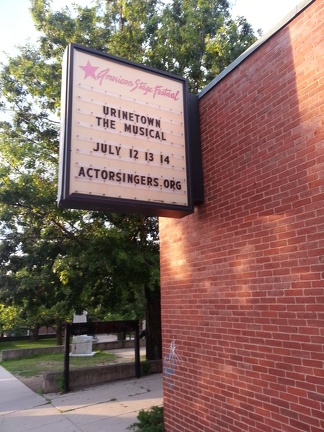 American Stage Festival
URINETOWN
THE MUSICAL
JULY 12 13 14
ACTORSINGERS.ORG